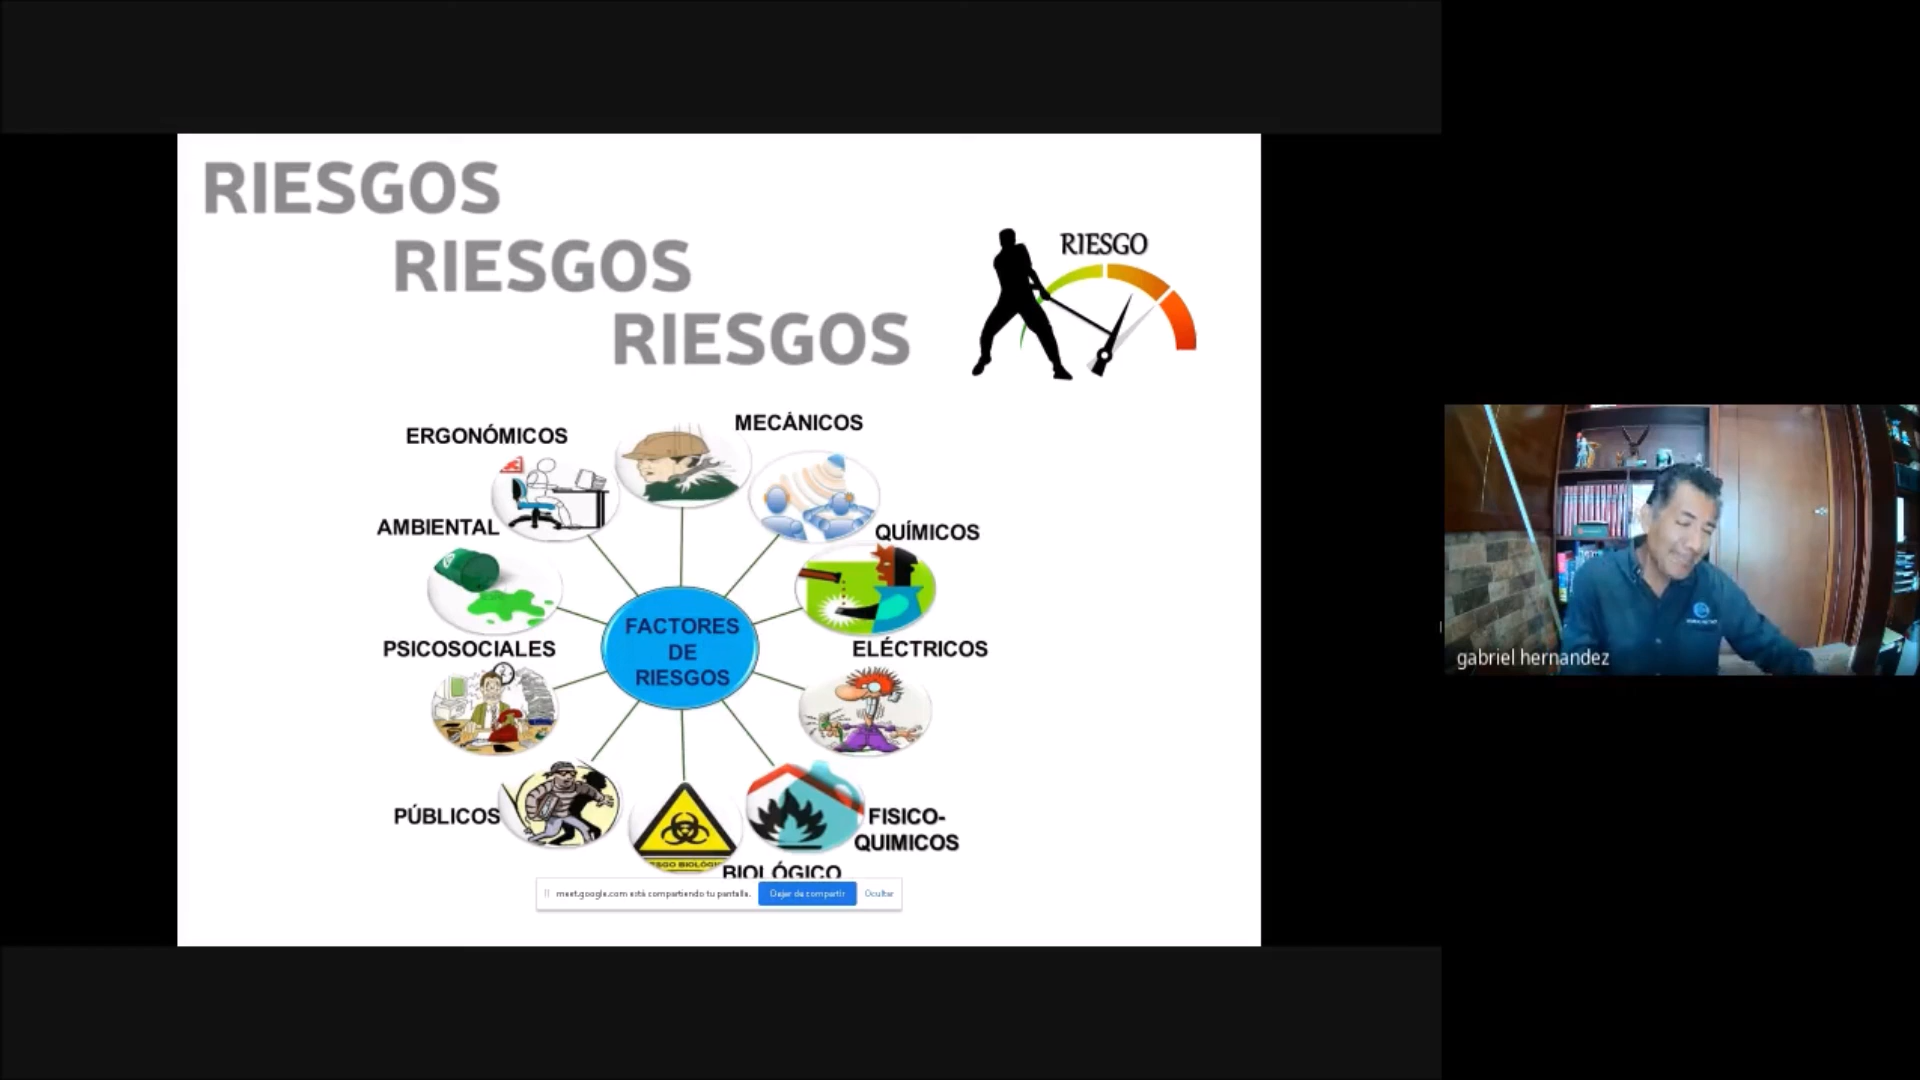 RIESGOS
RIESGOS
RIESGOS
RIESGO
ERGONÓMICOS
MECÁNICOS
AMBIENTAL
QUÍMICOS
FACTORES
DE
RIESGOS
PSICOSOCIALES
ELÉCTRICOS
PÚBLICOS
FISICO-
QUIMICOS
BIOLÓGICO
meet.google.com está compartiendo tu pantalla.
Dejar de compartir
Ocultar
gabriel hernandez